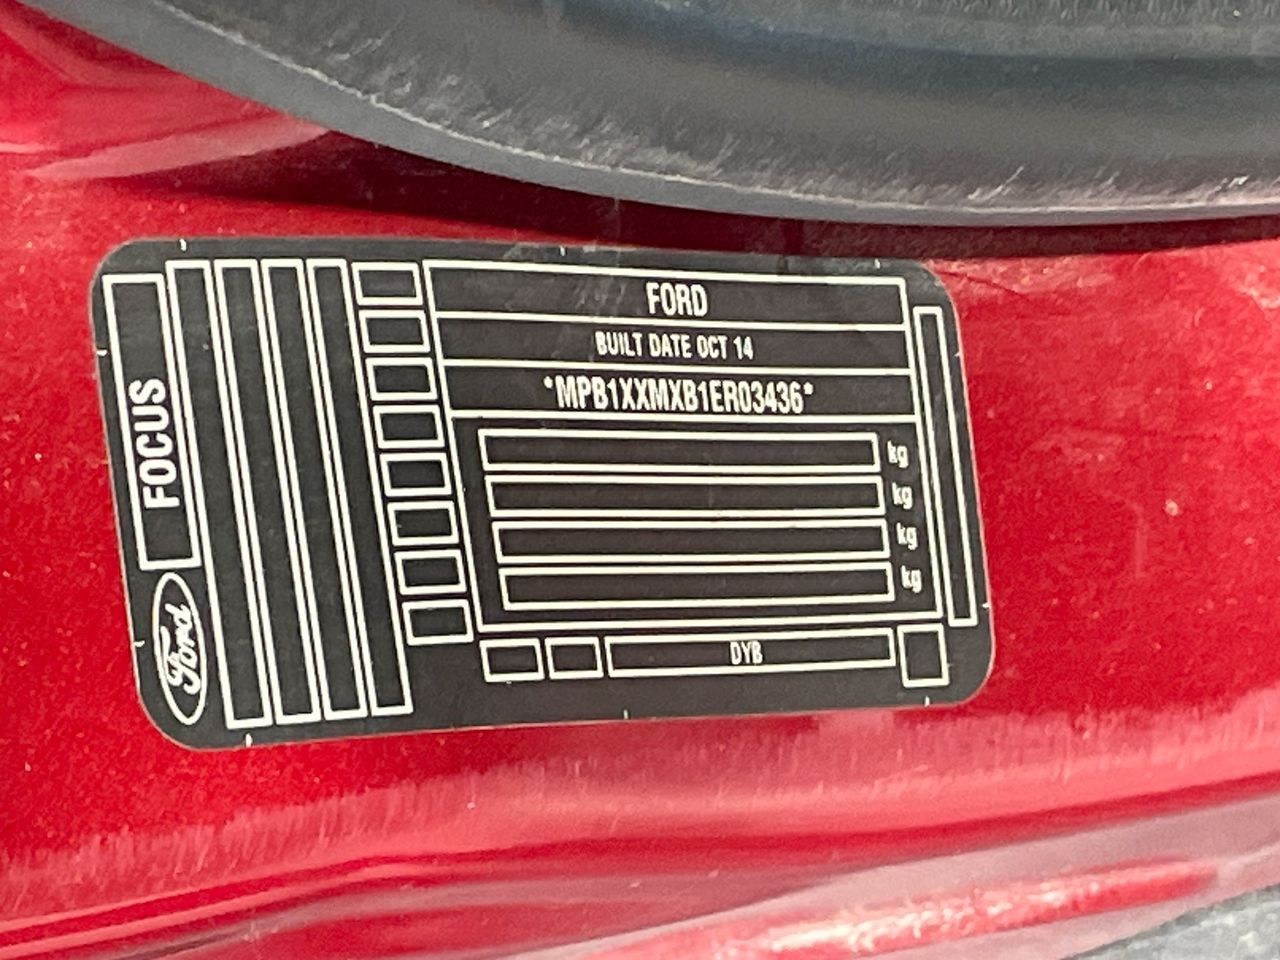 FORD
BUILT DATE OCT 14
*MPB1XXMXB1ER03436*
kg
kg
kg
kg
DYB
FOCUS
Ford